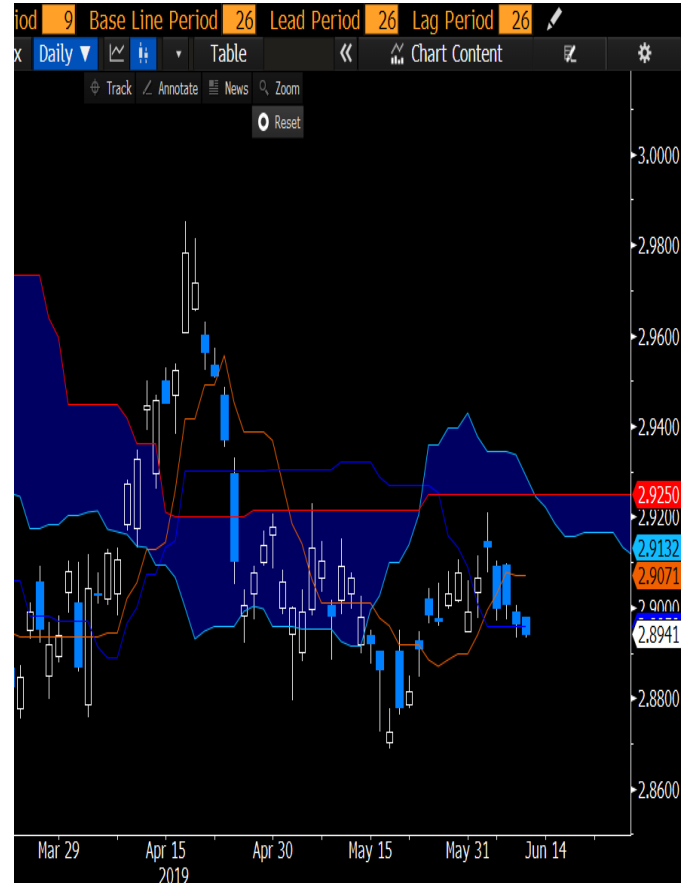 iod 9 Base Line Period 26 Lead Period 26 Lag Period 26
x Daily ▼ Table « Chart Content
Track Annotate News Zoom
Reset
3.0000
2.9800
2.9600
2.9400
2.9250
2.9200
2.9132
2.9071
2.9000
2.8941
2.8800
2.8600
Mar 29 Apr 15 Apr 30 May 15 May 31 Jun 14
2019